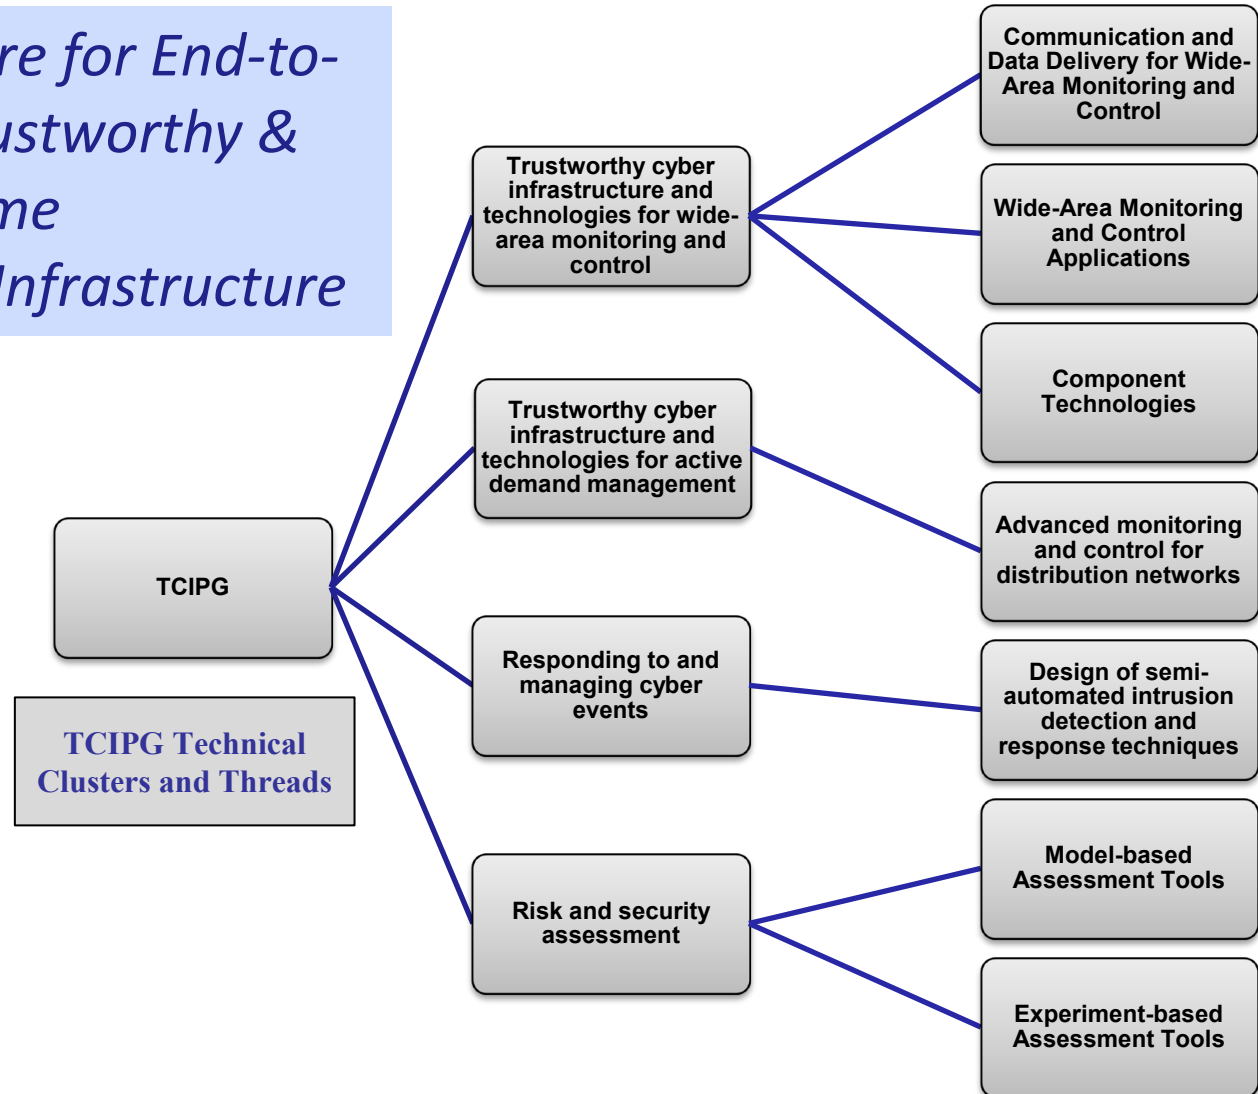 re for End-to-
ustworthy &
me
Infrastructure
TCIPG
TCIPG Technical
Clusters and Threads
Trustworthy cyber
infrastructure and
technologies for wide-
area monitoring and
control
Trustworthy cyber
infrastructure and
technologies for active
demand management
Responding to and
managing cyber
events
Risk and security
assessment
Communication and
Data Delivery for Wide-
Area Monitoring and
Control
Wide-Area Monitoring
and Control
Applications
Component
Technologies
Advanced monitoring
and control for
distribution networks
Design of semi-
automated intrusion
detection and
response techniques
Model-based
Assessment Tools
Experiment-based
Assessment Tools